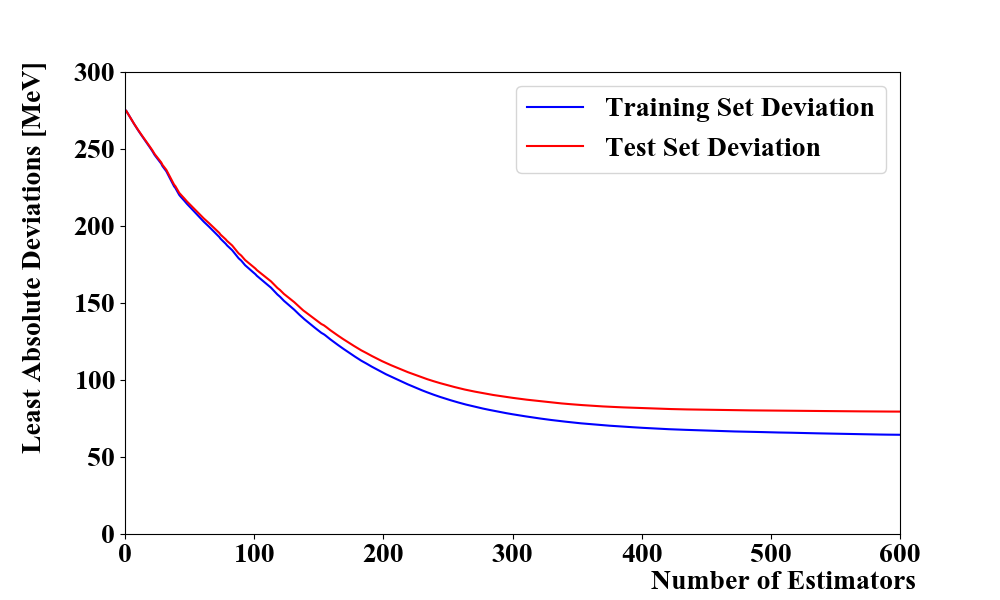 Least Absolute Deviations [MeV]
300
250
200
150
100
50
0
Training Set Deviation
Test Set Deviation
0 100 200 300 400 500 600
Number of Estimators